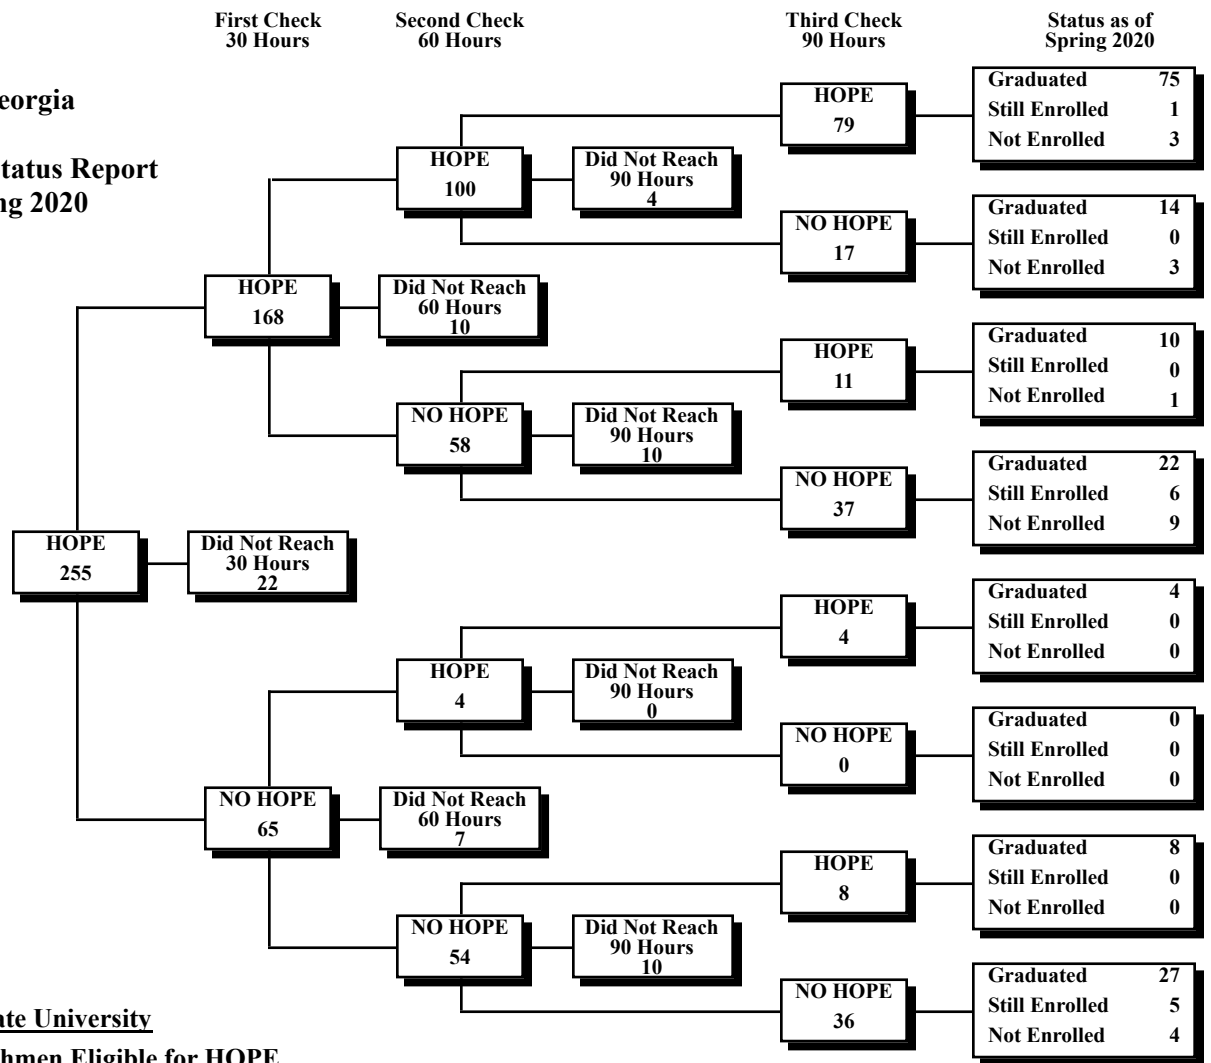 First Check
30 Hours
Second Check
60 Hours
Third Check
90 Hours
Status as of
Spring 2020
Status Report
2020
HOPE
255
Did Not Reach
30 Hours
22
HOPE
168
Did Not Reach
60 Hours
10
NO HOPE
65
Did Not Reach
60 Hours
7
HOPE
100
Did Not Reach
90 Hours
4
NO HOPE
58
Did Not Reach
90 Hours
10
HOPE
4
Did Not Reach
90 Hours
0
NO HOPE
54
Did Not Reach
90 Hours
10
HOPE
79
Graduated 75
Still Enrolled 1
Not Enrolled 3
NO HOPE
17
Graduated 14
Still Enrolled 0
Not Enrolled 3
HOPE
11
Graduated 10
Still Enrolled 0
Not Enrolled 1
NO HOPE
37
Graduated 22
Still Enrolled 6
Not Enrolled 9
HOPE
4
Graduated 4
Still Enrolled 0
Not Enrolled 0
NO HOPE
0
Graduated 0
Still Enrolled 0
Not Enrolled 0
HOPE
8
Graduated 8
Still Enrolled 0
Not Enrolled 0
NO HOPE
36
Graduated 27
Still Enrolled 5
Not Enrolled 4
University
Eligible for HOPE